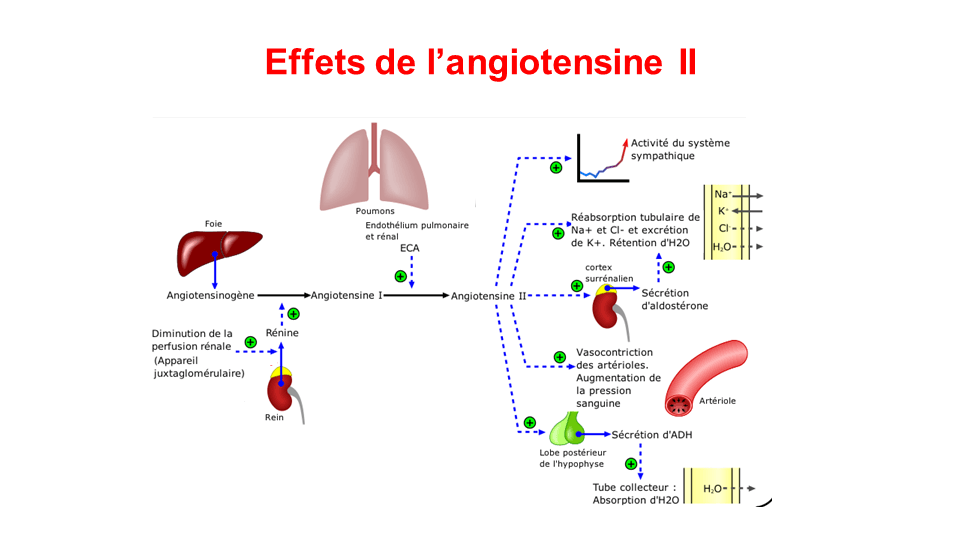 Effets de l’angiotensine II
Activité du système
sympathique
Na⁺
K⁺
Cl⁻
H₂O
Réabsorption tubulaire de
Na+ et Cl- et excrétion
de K+. Rétention d'H2O
Poumons
Endothélium pulmonaire
et rénal
ECA
Foie
cortex
surrénalien
Angiotensinogène
Angiotensine I
Angiotensine II
Sécrétion
d'aldostérone
Diminution de la
perfusion rénale
(Appareil
juxtaglomérulaire)
Rénine
Rein
Vasocontriction
des artérioles.
Augmentation de
la pression
sanguine
Artériole
Sécrétion d'ADH
Lobe postérieur
de l'hypophyse
Tube collecteur :
Absorption d'H2O
H₂O